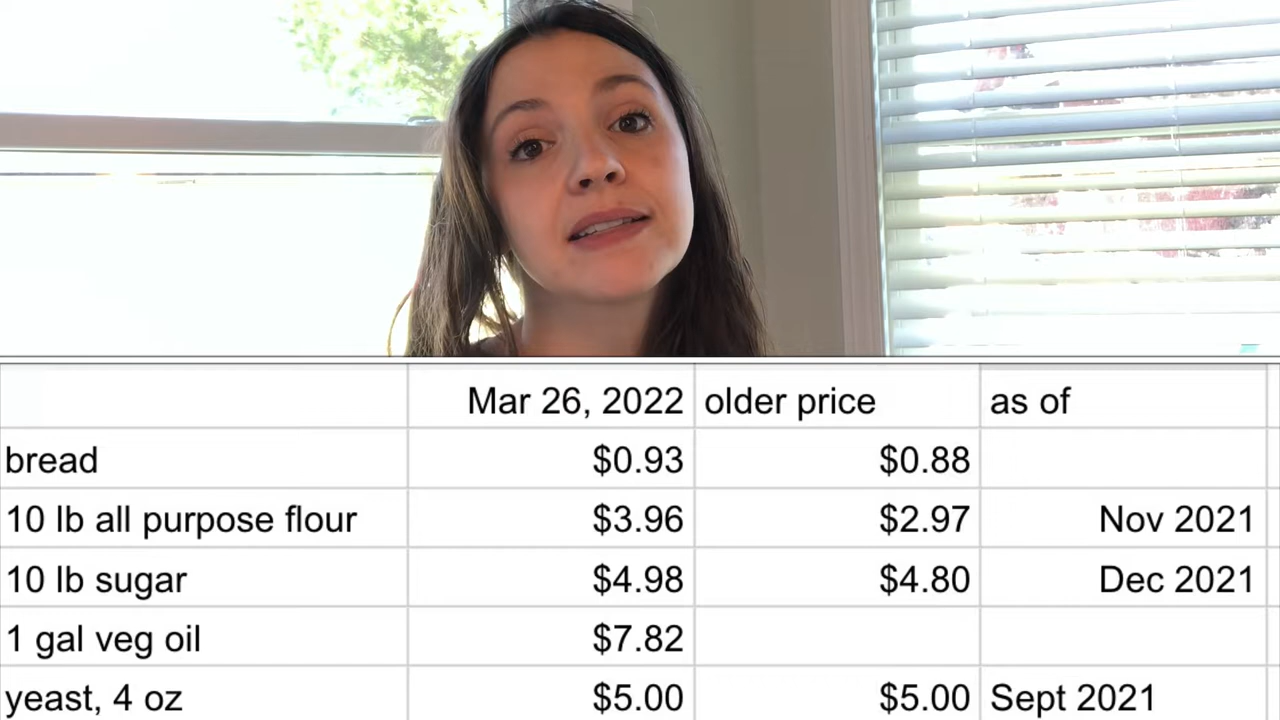 Mar 26, 2022 older price as of
bread $0.93 $0.88
10 lb all purpose flour $3.96 $2.97 Nov 2021
10 lb sugar $4.98 $4.80 Dec 2021
1 gal veg oil $7.82
yeast, 4 oz $5.00 $5.00 Sept 2021